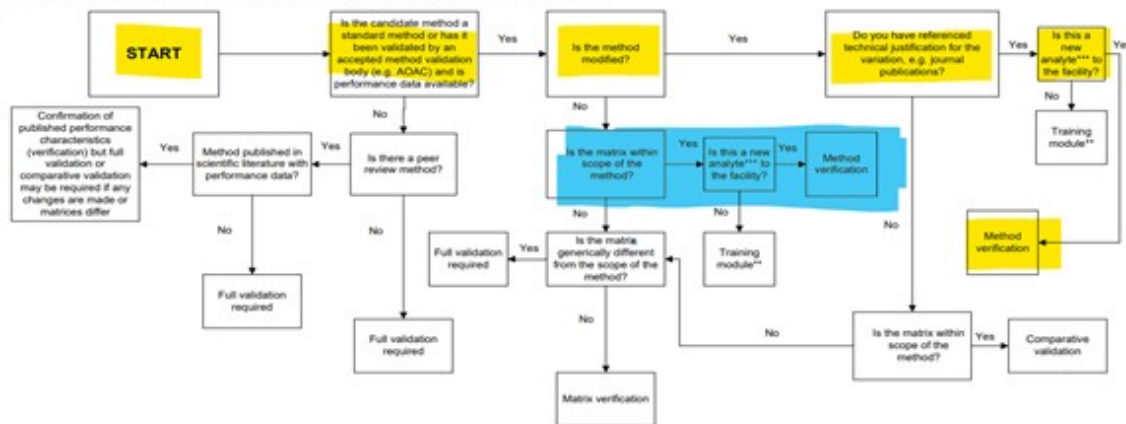 START
Is the candidate method a
standard method or has it
been validated by an
accepted method validation
body (e.g. AOAC) and is
performance data available?
Yes
Is the method
modified?
Yes
Do you have referenced
technical justification for the
variation, e.g. journal
publications?
Yes
Is this a
new
analyte*** to
the facility?
Ye
No
No
No
No
Confirmation of
published performance
characteristics
(verification) but full
validation or
comparative validation
may be required if any
changes are made or
matrices differ
Yes
Method published in
scientific literature with
performance data?
Yes
Is there a peer
review method?
Is the matrix within
scope of the
method?
Yes
Is this a new
analyte*** to
the facility?
Yes
Method
verification
Training
module**
No
No
No
No
Method
verification
Full validation
required
Full validation
required
Full validation
required
Yes
Is the matrix
generically different
from the scope of the
method?
Training
module**
No
No
Is the matrix within
scope of the
method?
Yes
Comparative
validation
Matrix verification